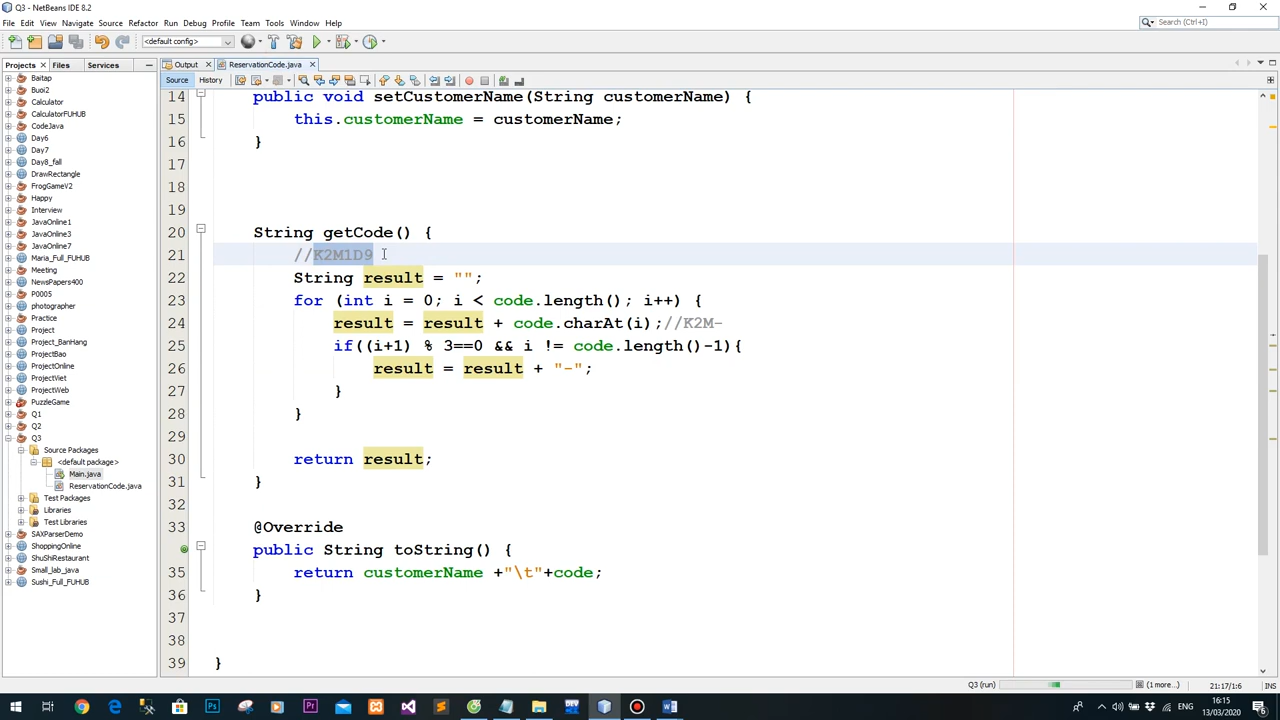 Q3 - NetBeans IDE 8.2
File Edit View Navigate Source Refactor Run Debug Profile Team Tools Window Help
Search (Ctrl+I)
<default config>
Projects Files Services
Output ReservationCode.java
Source History
Baitap
Buoi2
Calculator
CalculatorFUHUB
CodeJava
Day6
Day7
Day8_fall
DrawRectangle
FrogGameV2
Happy
Interview
JavaOnline1
JavaOnline3
JavaOnline7
Maria_Full_FUHUB
Meeting
NewsPapers400
P0005
photographer
Practice
Project
Project_BanHang
ProjectBao
ProjectOnline
ProjectViet
ProjectWeb
PuzzleGame
Q1
Q2
Q3
Source Packages
<default package>
Main.java
ReservationCode.java
Test Packages
Libraries
Test Libraries
SAXParserDemo
ShoppingOnline
ShuShiRestaurant
Small_lab_java
Sushi_Full_FUHUB
14 public void setCustomerName(String customerName) {
15 this.customerName = customerName;
16 }
17
18
19
20 String getCode() {
21 //K2M1D9
22 String result = "";
23 for (int i = 0; i < code.length(); i++) {
24 result = result + code.charAt(i);//K2M-
25 if((i+1) % 3==0 && i != code.length()-1){
26 result = result + "-";
27 }
28 }
29
30 return result;
31 }
32
33 @Override
public String toString() {
35 return customerName +"\t"+code;
36 }
37
38
39 }
Q3 (run) (1 more...) 21:17/1:6 INS
16:15
13/03/2020